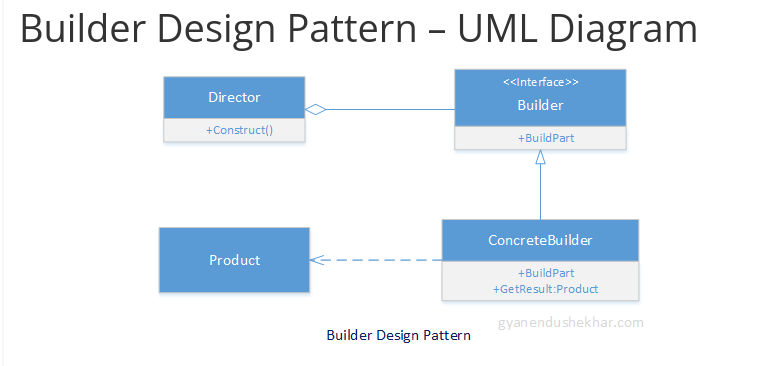 Builder Design Pattern – UML Diagram
Director
+Construct()
<<Interface>>
Builder
+BuildPart
Product
ConcreteBuilder
+BuildPart
+GetResult:Product
gyanendushekhar.com
Builder Design Pattern